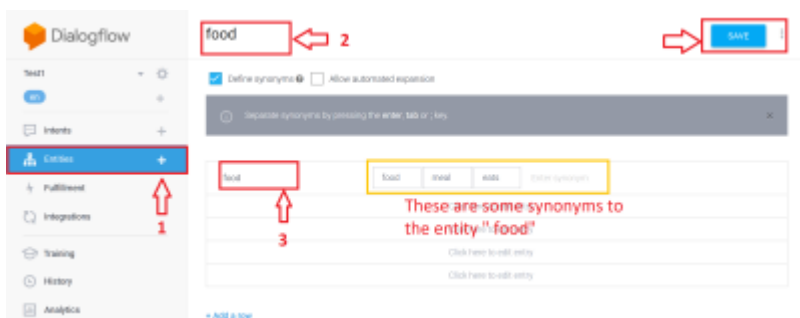 Dialogflow
food
2
SAVE
Test1
en
Define synonyms
Allow automated expansion
Separate synonyms by pressing the enter, tab or ; key.
Intents
Entities
food
food
meal
eats
Enter synonym
Fulfillment
These are some synonyms to
the entity " food"
Integrations
1
3
Training
Click here to edit entry
History
Click here to edit entry
Analytics
+ Add a row